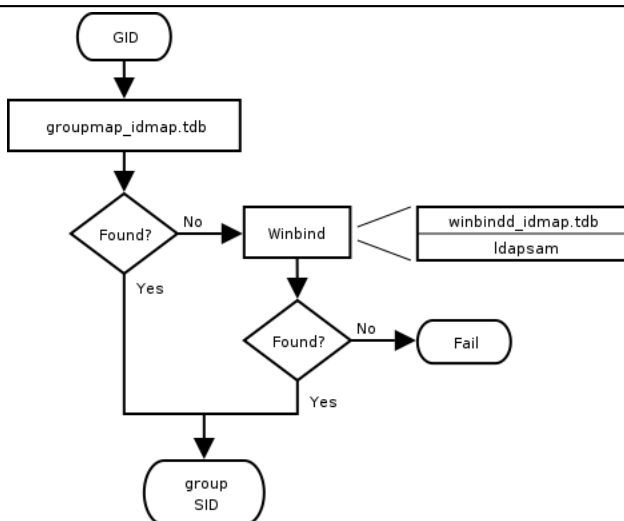 GID
groupmap_idmap.tdb
Found?
No
Winbind
winbindd_idmap.tdb
ldapsam
Yes
Found?
No
Fail
Yes
group
SID